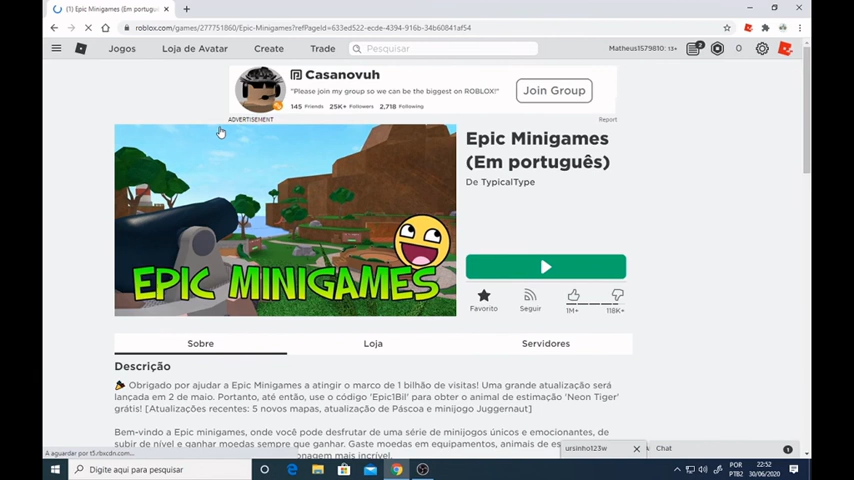 (1) Epic Minigames (Em portugu
roblox.com/games/277751860/Epic-Minigames?refPageId=633ed522-ecde-4394-916b-34b60841af54
Jogos Loja de Avatar Create Trade Pesquisar Matheus1579810: 13+ 0
Casanovuh
"Please join my group so we can be the biggest on ROBLOX!"
145 Friends 25K+ Followers 2,718 Following
Join Group
ADVERTISEMENT Report
EPIC MINIGAMES
Epic Minigames
(Em português)
De TypicalType
Favorito Seguir 1M+ 118K+
Sobre Loja Servidores
Descrição
Obrigado por ajudar a Epic Minigames a atingir o marco de 1 bilhão de visitas! Uma grande atualização será
lançada em 2 de maio. Portanto, até então, use o código 'Epic1Bil' para obter o animal de estimação 'Neon Tiger'
grátis! [Atualizações recentes: 5 novos mapas, atualização de Páscoa e minijogo Juggernaut]
Bem-vindo a Epic minigames, onde você pode desfrutar de uma série de minijogos únicos e emocionantes, de
subir de nível e ganhar moedas sempre que ganhar. Gaste moedas em equipamentos, animais de es
onagem mais incrível.
ursinho123w
Chat 1
A aguardar por t5.rbxcdn.com...
Digite aqui para pesquisar
POR
PTB2
22:52
30/06/2020